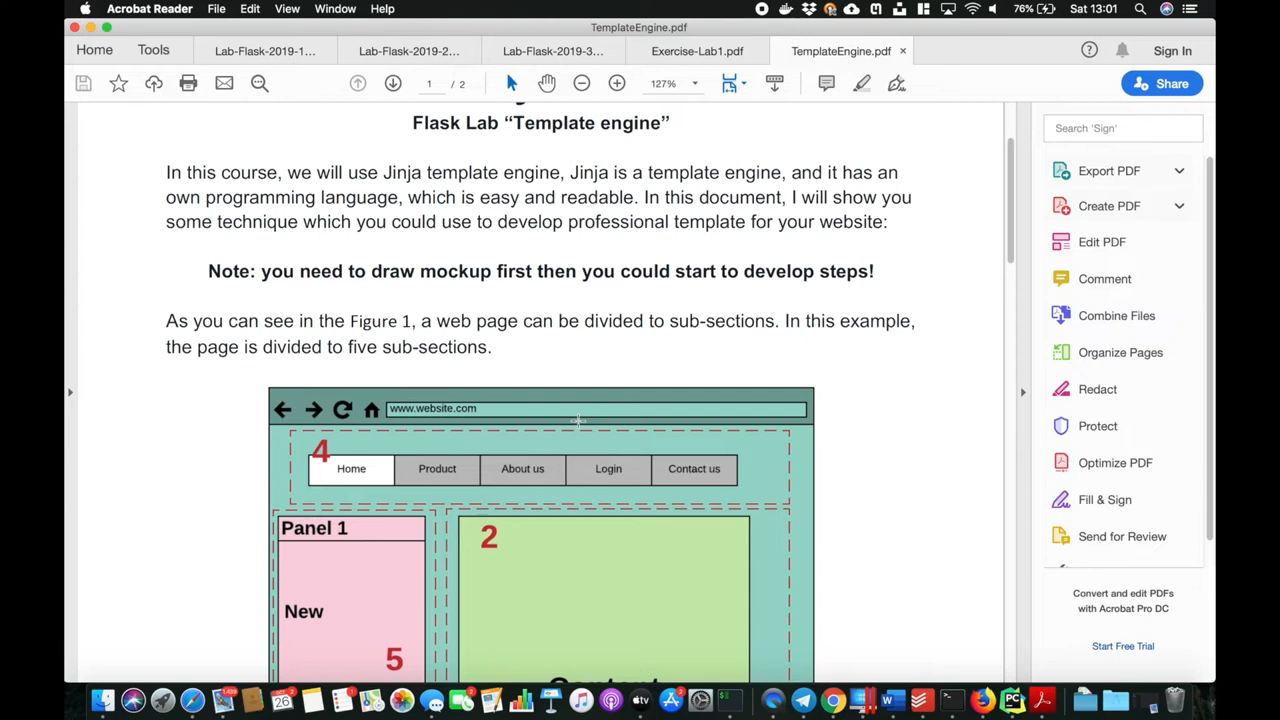 Acrobat Reader File Edit View Window Help 76% Sat 13:01
TemplateEngine.pdf
Home Tools Lab-Flask-2019-1... Lab-Flask-2019-2... Lab-Flask-2019-3... Exercise-Lab1.pdf TemplateEngine.pdf × Sign In
1 / 2 127% Share
Flask Lab “Template engine”
In this course, we will use Jinja template engine, Jinja is a template engine, and it has an
own programming language, which is easy and readable. In this document, I will show you
some technique which you could use to develop professional template for your website:
Note: you need to draw mockup first then you could start to develop steps!
As you can see in the Figure 1, a web page can be divided to sub-sections. In this example,
the page is divided to five sub-sections.
www.website.com
4
Home Product About us Login Contact us
Panel 1
2
New
5
Search 'Sign'
Export PDF
Create PDF
Edit PDF
Comment
Combine Files
Organize Pages
Redact
Protect
Optimize PDF
Fill & Sign
Send for Review
Convert and edit PDFs
with Acrobat Pro DC
Start Free Trial